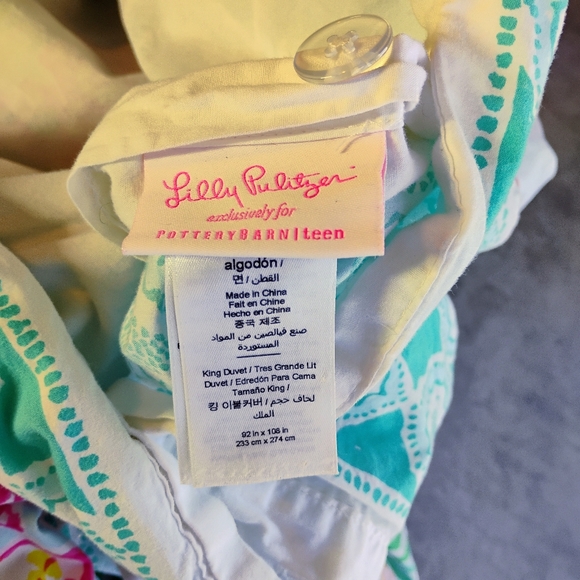 Lilly Pulitzer
exclusively for
POTTERYBARN|teen
algodón /
면 / القطن /
Made in China
Fait en Chine
Hecho en China
중국 제조
صنع فيالصين من المواد
المستوردة
King Duvet / Tres Grande Lit
Duvet / Edredón Para Cama
Tamaño King /
킹 이불커버 / لحاف حجم /
الملك
92 in x 108 in
233 cm x 274 cm